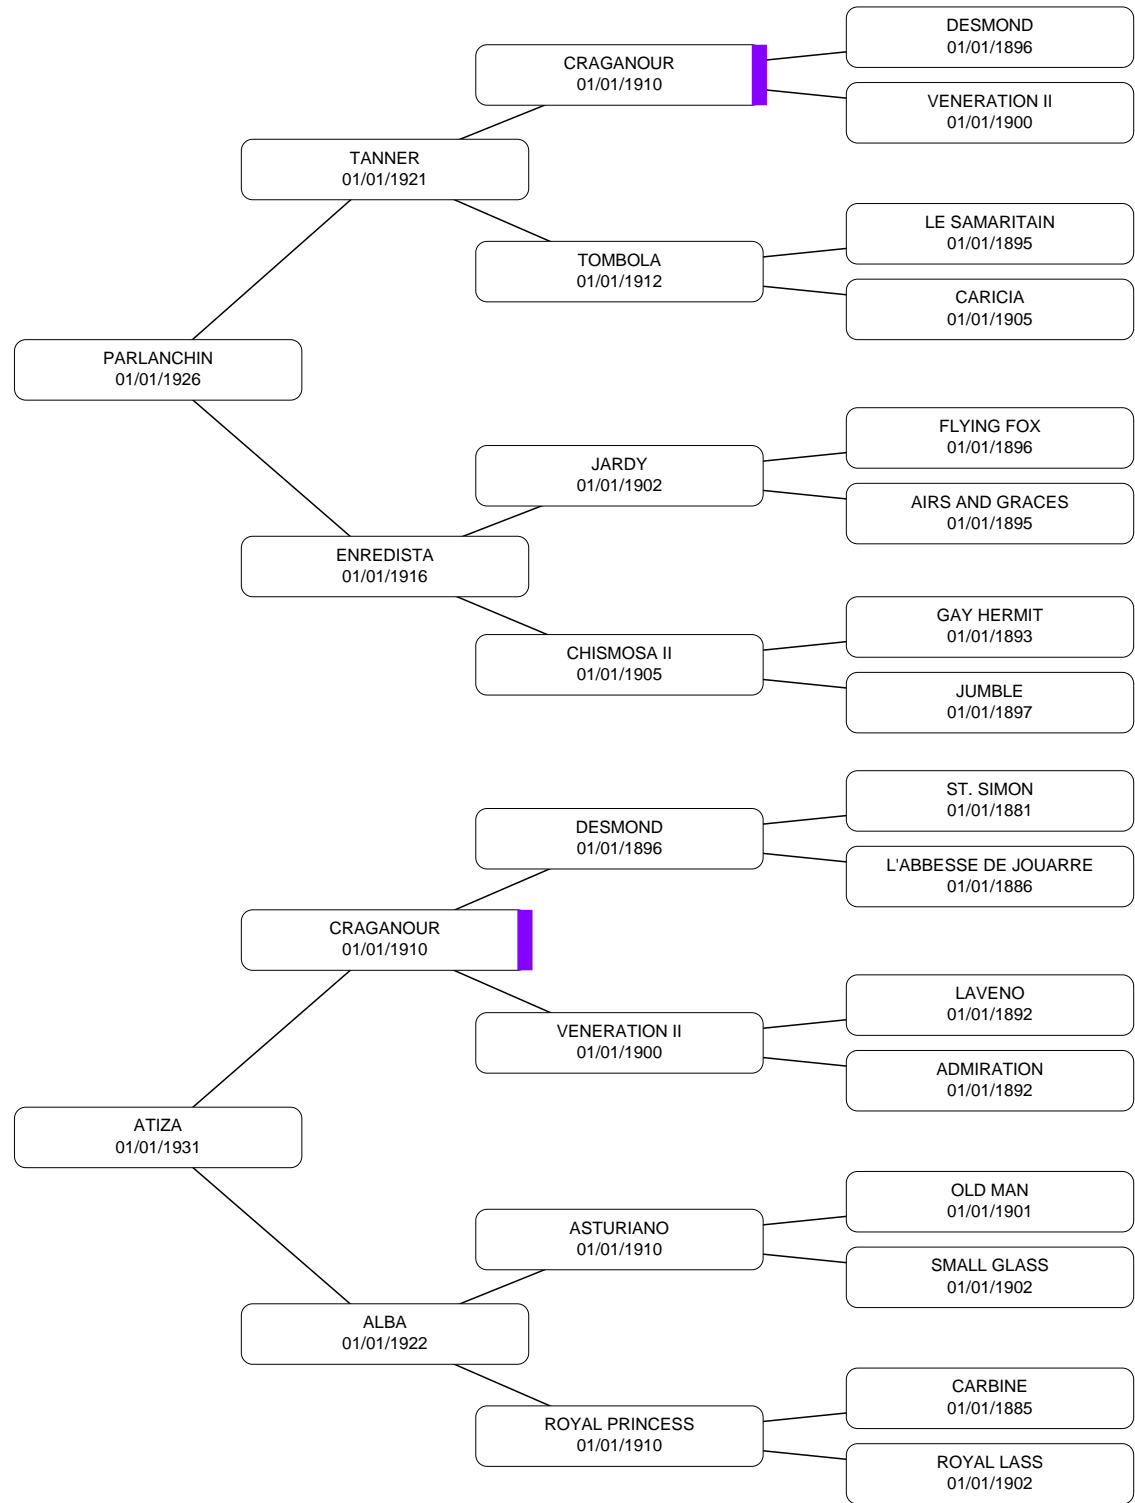 DESMOND
01/01/1896
CRAGANOUR
01/01/1910
VENERATION II
01/01/1900
TANNER
01/01/1921
LE SAMARITAIN
01/01/1895
TOMBOLA
01/01/1912
CARICIA
01/01/1905
PARLANCHIN
01/01/1926
FLYING FOX
01/01/1896
JARDY
01/01/1902
AIRS AND GRACES
01/01/1895
ENREDISTA
01/01/1916
GAY HERMIT
01/01/1893
CHISMOSA II
01/01/1905
JUMBLE
01/01/1897
ST. SIMON
01/01/1881
DESMOND
01/01/1896
L'ABBESSE DE JOUARRE
01/01/1886
CRAGANOUR
01/01/1910
LAVENO
01/01/1892
VENERATION II
01/01/1900
ADMIRATION
01/01/1892
ATIZA
01/01/1931
OLD MAN
01/01/1901
ASTURIANO
01/01/1910
SMALL GLASS
01/01/1902
ALBA
01/01/1922
CARBINE
01/01/1885
ROYAL PRINCESS
01/01/1910
ROYAL LASS
01/01/1902